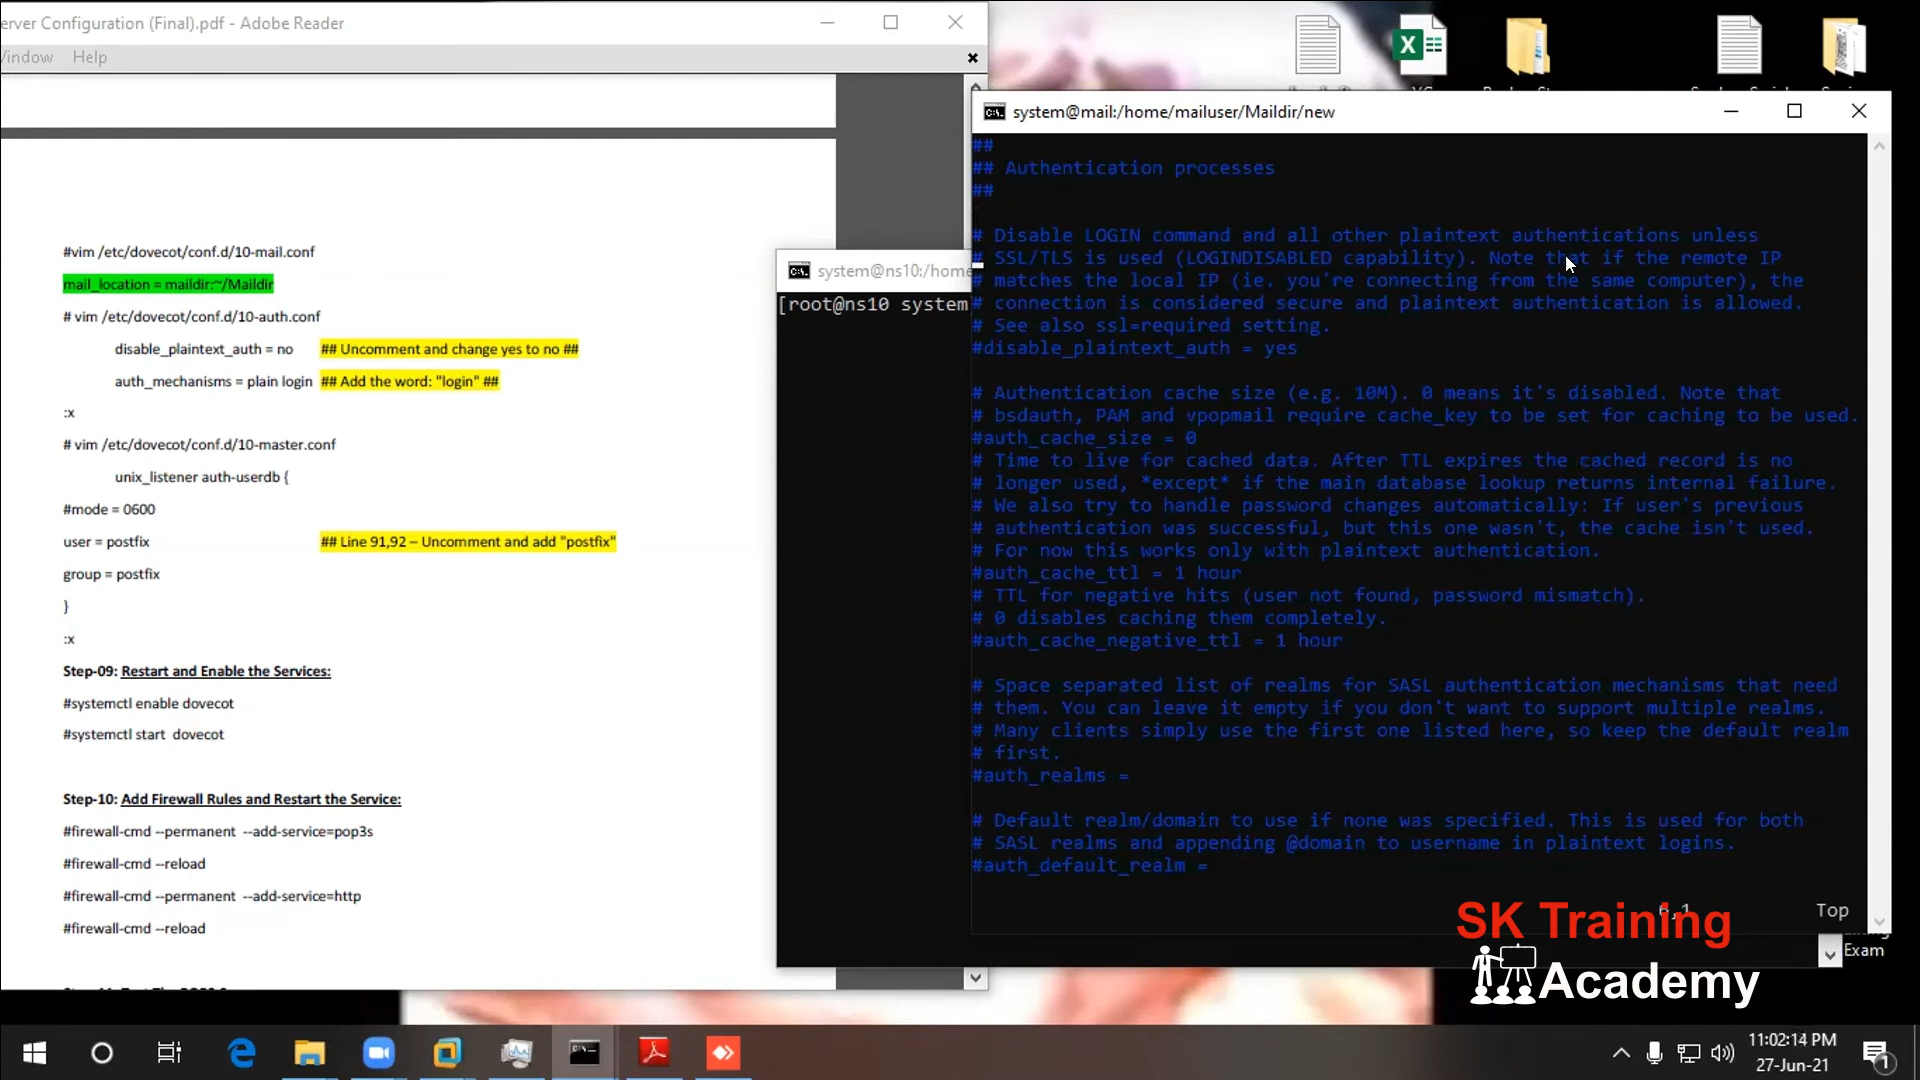 erver Configuration (Final).pdf - Adobe Reader
Window Help
#vim /etc/dovecot/conf.d/10-mail.conf
mail_location = maildir:~/Maildir
# vim /etc/dovecot/conf.d/10-auth.conf
disable_plaintext_auth = no ## Uncomment and change yes to no ##
auth_mechanisms = plain login ## Add the word: "login" ##
:x
# vim /etc/dovecot/conf.d/10-master.conf
unix_listener auth-userdb {
#mode = 0600
user = postfix ## Line 91,92 – Uncomment and add "postfix"
group = postfix
}
:x
Step-09: Restart and Enable the Services:
#systemctl enable dovecot
#systemctl start dovecot
Step-10: Add Firewall Rules and Restart the Service:
#firewall-cmd --permanent --add-service=pop3s
#firewall-cmd --reload
#firewall-cmd --permanent --add-service=http
#firewall-cmd --reload
system@ns10:/home
[root@ns10 system
system@mail:/home/mailuser/Maildir/new
##
## Authentication processes
##
# Disable LOGIN command and all other plaintext authentications unless
# SSL/TLS is used (LOGINDISABLED capability). Note that if the remote IP
# matches the local IP (ie. you're connecting from the same computer), the
# connection is considered secure and plaintext authentication is allowed.
# See also ssl=required setting.
#disable_plaintext_auth = yes
# Authentication cache size (e.g. 10M). 0 means it's disabled. Note that
# bsdauth, PAM and vpopmail require cache_key to be set for caching to be used.
#auth_cache_size = 0
# Time to live for cached data. After TTL expires the cached record is no
# longer used, *except* if the main database lookup returns internal failure.
# We also try to handle password changes automatically: If user's previous
# authentication was successful, but this one wasn't, the cache isn't used.
# For now this works only with plaintext authentication.
#auth_cache_ttl = 1 hour
# TTL for negative hits (user not found, password mismatch).
# 0 disables caching them completely.
#auth_cache_negative_ttl = 1 hour
# Space separated list of realms for SASL authentication mechanisms that need
# them. You can leave it empty if you don't want to support multiple realms.
# Many clients simply use the first one listed here, so keep the default realm
# first.
#auth_realms =
# Default realm/domain to use if none was specified. This is used for both
# SASL realms and appending @domain to username in plaintext logins.
#auth_default_realm =
6,1 Top
SK Training
Academy
Exam
11:02:14 PM
27-Jun-21
1